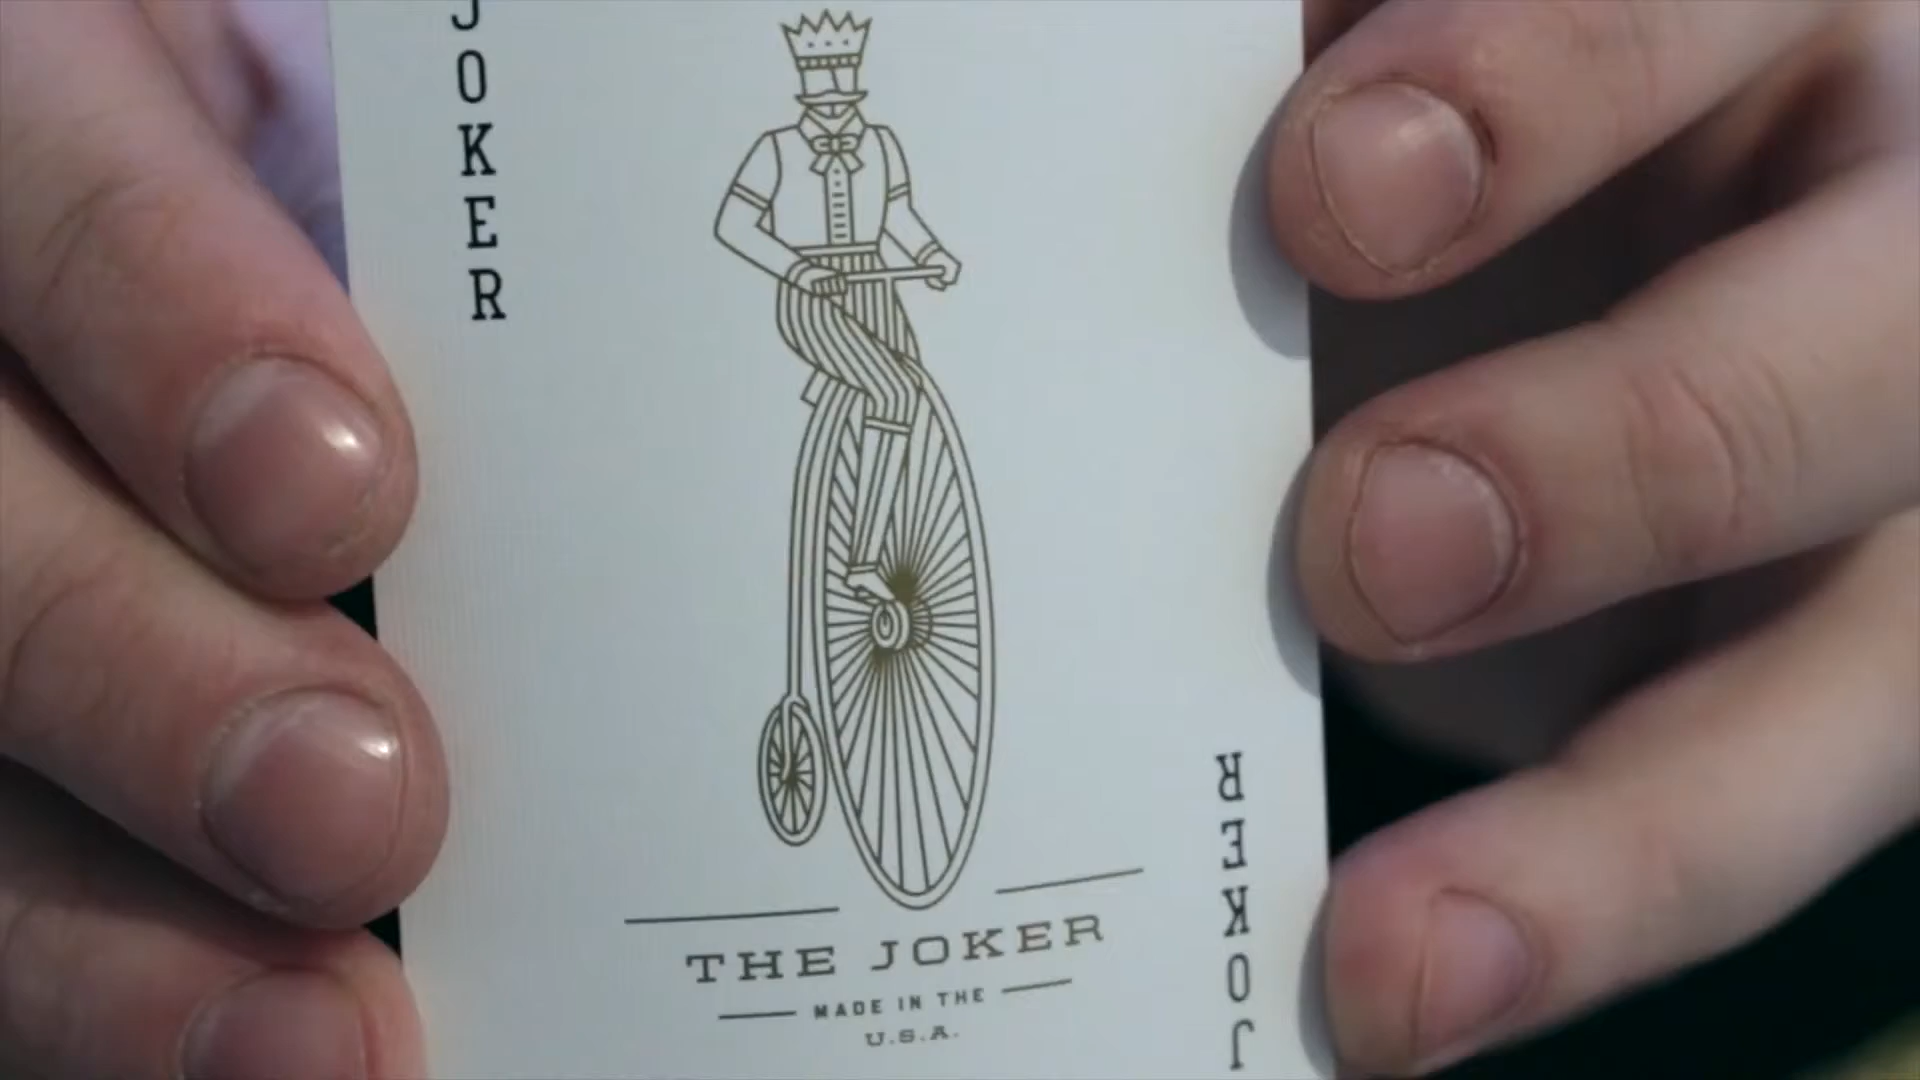 JOKER
THE JOKER
MADE IN THE
U.S.A.
JOKER